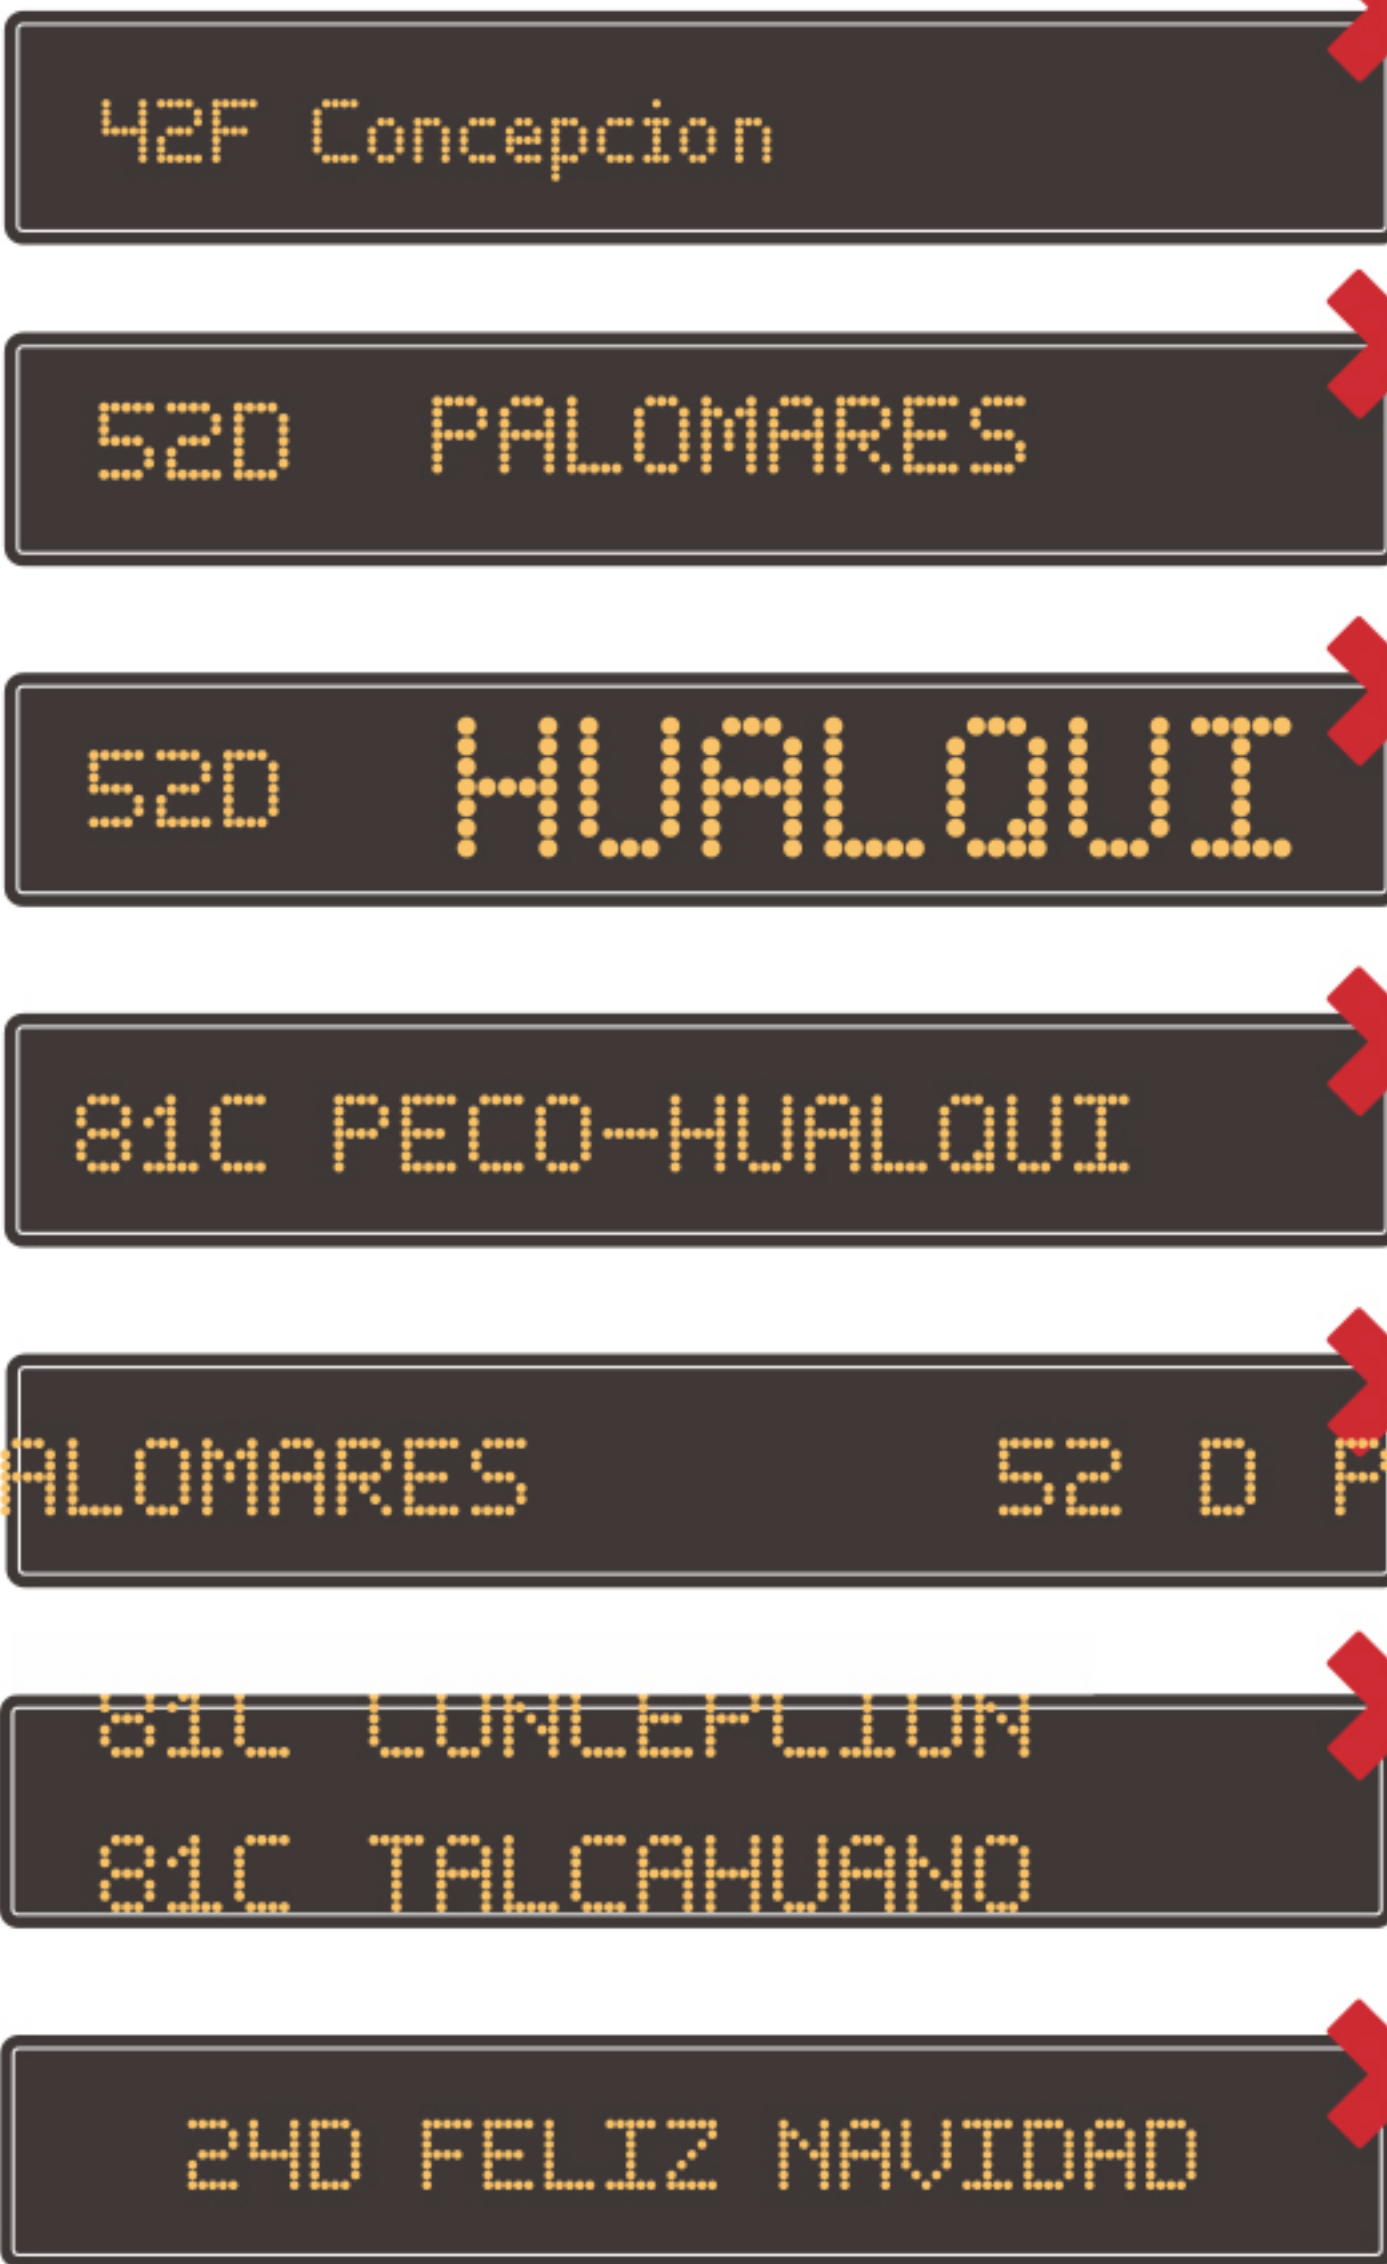 42F Concepcion
52D PALOMARES
52D HUALQUI
81C PECO-HUALQUI
ALOMARES 52 D P
81C CONCEPCION
81C TALCAHUANO
24D FELIZ NAVIDAD